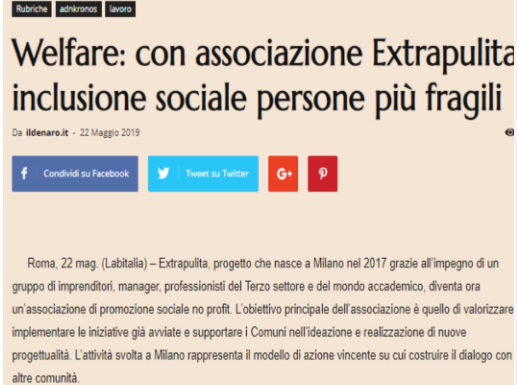 Rubriche adnkronos lavoro
Welfare: con associazione Extrapulita
inclusione sociale persone più fragili
Da ildenaro.it - 22 Maggio 2019
Condividi su Facebook Tweet su Twitter G+
Roma, 22 mag. (Labitalia) – Extrapulita, progetto che nasce a Milano nel 2017 grazie all'impegno di un
gruppo di imprenditori, manager, professionisti del Terzo settore e del mondo accademico, diventa ora
un'associazione di promozione sociale no profit. L'obiettivo principale dell'associazione è quello di valorizzare
implementare le iniziative già avviate e supportare i Comuni nell'ideazione e realizzazione di nuove
progettualità. L'attività svolta a Milano rappresenta il modello di azione vincente su cui costruire il dialogo con
altre comunità.